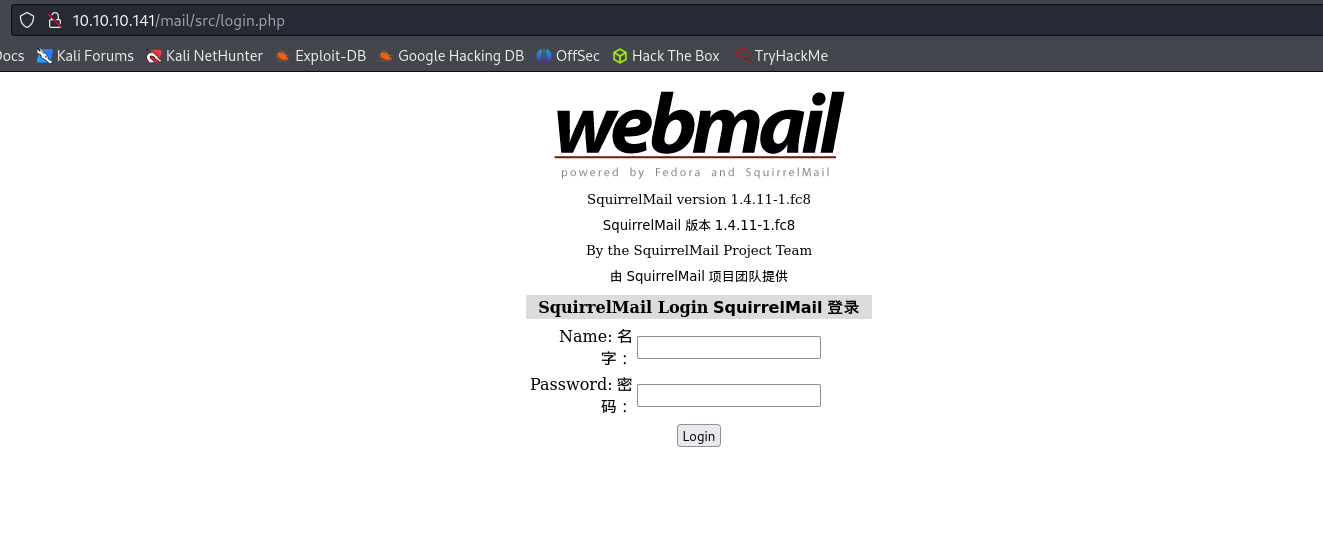 10.10.10.141/mail/src/login.php
ocs Kali Forums Kali NetHunter Exploit-DB Google Hacking DB OffSec Hack The Box TryHackMe
webmail
powered by Fedora and SquirrelMail
SquirrelMail version 1.4.11-1.fc8
SquirrelMail 版本 1.4.11-1.fc8
By the SquirrelMail Project Team
由 SquirrelMail 项目团队提供
SquirrelMail Login SquirrelMail 登录
Name: 名
字：
Password: 密
码：
Login